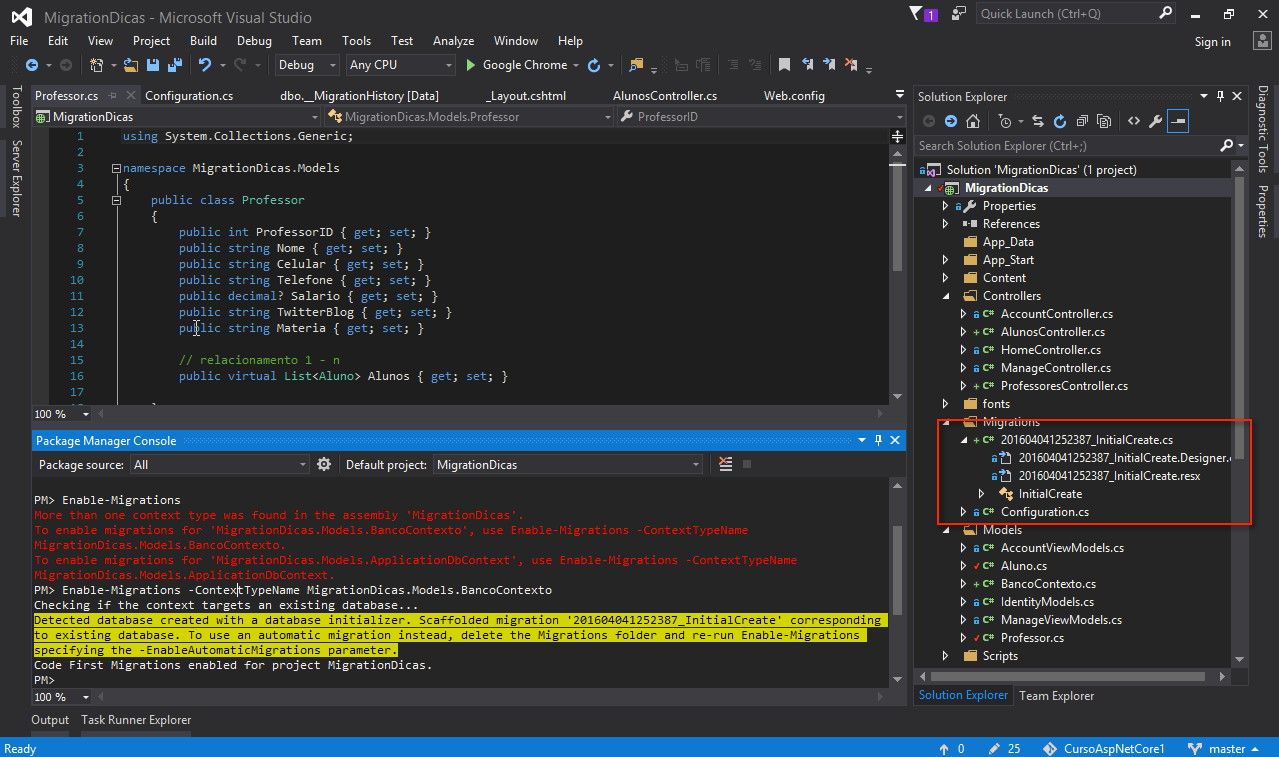 MigrationDicas - Microsoft Visual Studio
1
Quick Launch (Ctrl+Q)
File Edit View Project Build Debug Team Tools Test Analyze Window Help
Sign in
Debug Any CPU Google Chrome
Toolbox
Server Explorer
Professor.cs Configuration.cs dbo.__MigrationHistory [Data] _Layout.cshtml AlunosController.cs Web.config
MigrationDicas MigrationDicas.Models.Professor ProfessorID
1 using System.Collections.Generic;
2
3 namespace MigrationDicas.Models
4 {
5 public class Professor
6 {
7 public int ProfessorID { get; set; }
8 public string Nome { get; set; }
9 public string Celular { get; set; }
10 public string Telefone { get; set; }
11 public decimal? Salario { get; set; }
12 public string TwitterBlog { get; set; }
13 public string Materia { get; set; }
14
15 // relacionamento 1 - n
16 public virtual List<Aluno> Alunos { get; set; }
17
100 %
Package Manager Console
Package source: All Default project: MigrationDicas
PM> Enable-Migrations
More than one context type was found in the assembly 'MigrationDicas'.
To enable migrations for 'MigrationDicas.Models.BancoContexto', use Enable-Migrations -ContextTypeName
MigrationDicas.Models.BancoContexto.
To enable migrations for 'MigrationDicas.Models.ApplicationDbContext', use Enable-Migrations -ContextTypeName
MigrationDicas.Models.ApplicationDbContext.
PM> Enable-Migrations -ContextTypeName MigrationDicas.Models.BancoContexto
Checking if the context targets an existing database...
Detected database created with a database initializer. Scaffolded migration '201604041252387_InitialCreate' corresponding
to existing database. To use an automatic migration instead, delete the Migrations folder and re-run Enable-Migrations
specifying the -EnableAutomaticMigrations parameter.
Code First Migrations enabled for project MigrationDicas.
PM>
100 %
Output Task Runner Explorer
Solution Explorer
Search Solution Explorer (Ctrl+;)
Solution 'MigrationDicas' (1 project)
MigrationDicas
Properties
References
App_Data
App_Start
Content
Controllers
C# AccountController.cs
C# AlunosController.cs
C# HomeController.cs
C# ManageController.cs
C# ProfessoresController.cs
fonts
Migrations
C# 201604041252387_InitialCreate.cs
201604041252387_InitialCreate.Designer.
201604041252387_InitialCreate.resx
InitialCreate
C# Configuration.cs
Models
C# AccountViewModels.cs
C# Aluno.cs
C# BancoContexto.cs
C# IdentityModels.cs
C# ManageViewModels.cs
C# Professor.cs
Scripts
Solution Explorer Team Explorer
Diagnostic Tools
Properties
Ready
0 25 CursoAspNetCore1 master